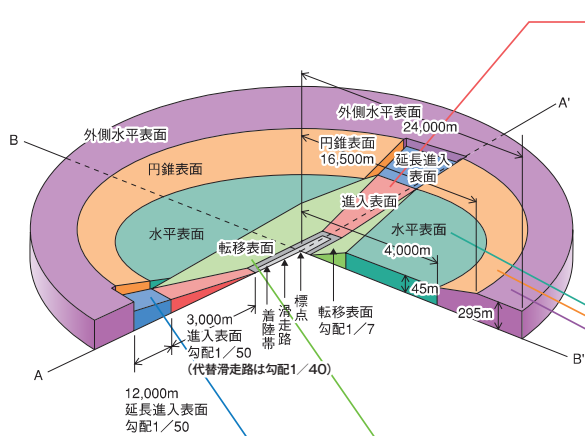 A'
外側水平表面
24,000m
B
外側水平表面
円錐表面
16,500m
延長進入
表面
円錐表面
進入表面
水平表面
水平表面
転移表面
4,000m
45m
295m
標点
滑走路
着陸帯
転移表面
勾配1／7
3,000m
進入表面
勾配1／50
（代替滑走路は勾配1／40）
B'
A
12,000m
延長進入表面
勾配1／50